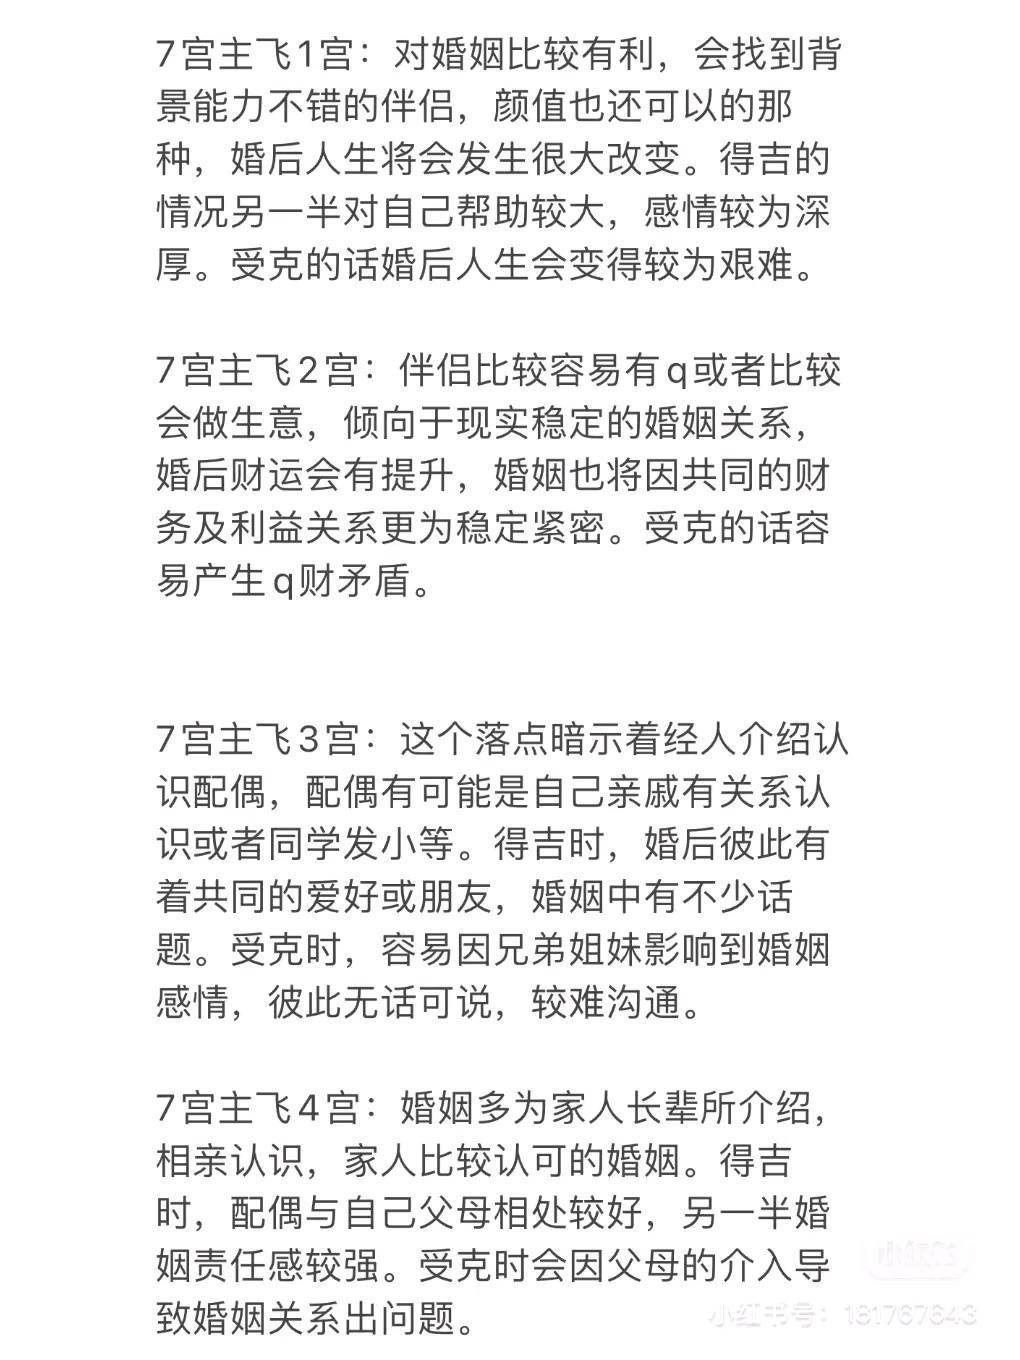 7宫主飞1宫：对婚姻比较有利，会找到背
景能力不错的伴侣，颜值也还可以的那
种，婚后人生将会发生很大改变。得吉的
情况另一半对自己帮助较大，感情较为深
厚。受克的话婚后人生会变得较为艰难。
7宫主飞2宫：伴侣比较容易有q或者比较
会做生意，倾向于现实稳定的婚姻关系，
婚后财运会有提升，婚姻也将因共同的财
务及利益关系更为稳定紧密。受克的话容
易产生q财矛盾。
7宫主飞3宫：这个落点暗示着经人介绍认
识配偶，配偶有可能是自己亲戚有关系认
识或者同学发小等。得吉时，婚后彼此有
着共同的爱好或朋友，婚姻中有不少话
题。受克时，容易因兄弟姐妹影响到婚姻
感情，彼此无话可说，较难沟通。
7宫主飞4宫：婚姻多为家人长辈所介绍，
相亲认识，家人比较认可的婚姻。得吉
时，配偶与自己父母相处较好，另一半婚
姻责任感较强。受克时会因父母的介入导
致婚姻关系出问题。
小红书
小红书号：181767643